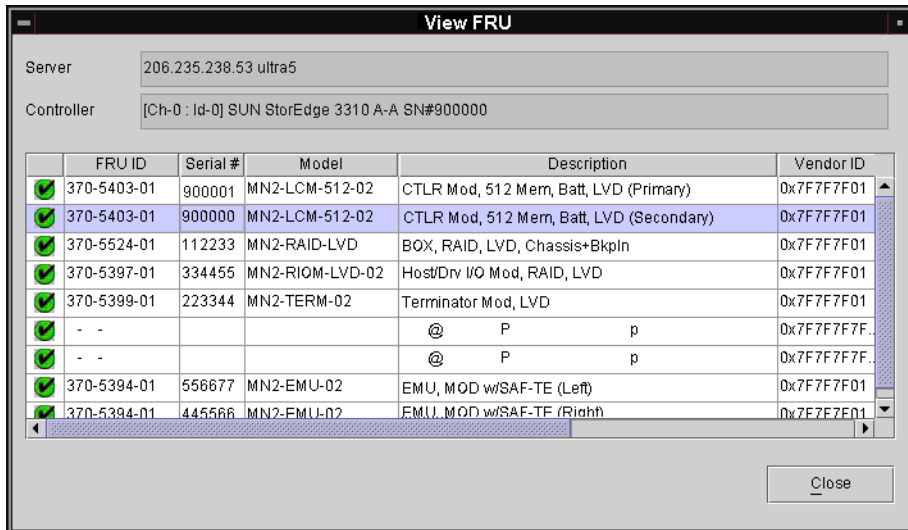 View FRU
Server 206.235.238.53 ultra5
Controller [Ch-0 : Id-0] SUN StorEdge 3310 A-A SN#900000
FRU ID Serial # Model Description Vendor ID
370-5403-01 900001 MN2-LCM-512-02 CTLR Mod, 512 Mem, Batt, LVD (Primary) 0x7F7F7F01
370-5403-01 900000 MN2-LCM-512-02 CTLR Mod, 512 Mem, Batt, LVD (Secondary) 0x7F7F7F01
370-5524-01 112233 MN2-RAID-LVD BOX, RAID, LVD, Chassis+Bkpln 0x7F7F7F01
370-5397-01 334455 MN2-RIOM-LVD-02 Host/Drv I/O Mod, RAID, LVD 0x7F7F7F01
370-5399-01 223344 MN2-TERM-02 Terminator Mod, LVD 0x7F7F7F01
- - @ P p 0x7F7F7F7F..
- - @ P p 0x7F7F7F7F..
370-5394-01 556677 MN2-EMU-02 EMU, MOD w/SAF-TE (Left) 0x7F7F7F01
370-5394-01 445566 MN2-EMU-02 EMU, MOD w/SAF-TE (Right) 0x7F7F7F01
Close